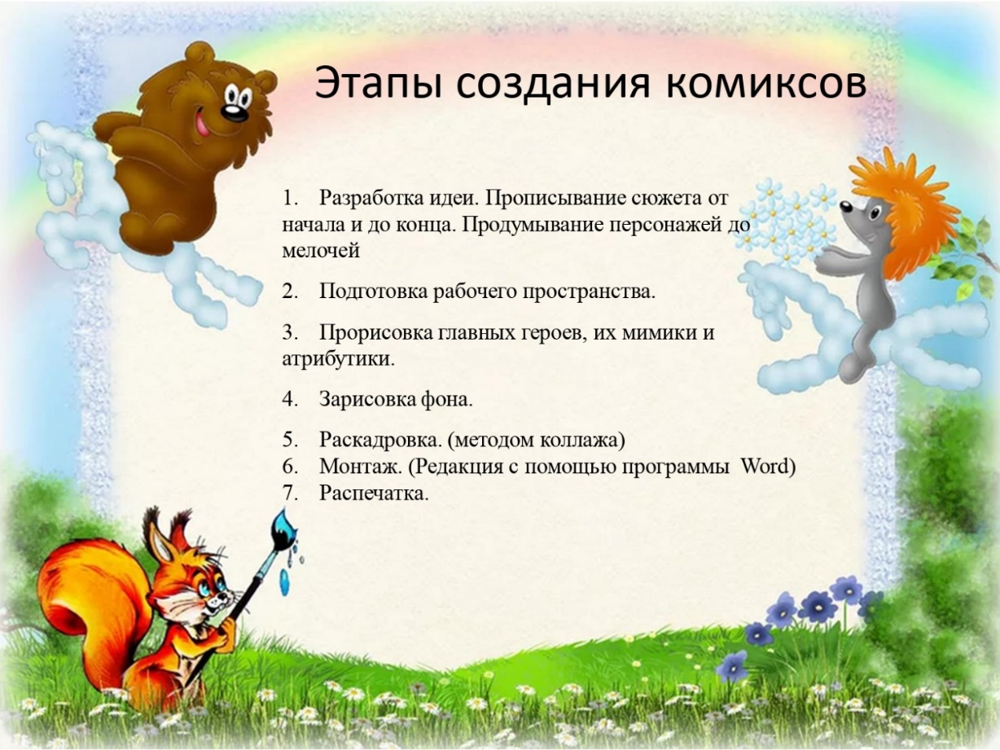 Этапы создания комиксов
1. Разработка идеи. Прописывание сюжета от
начала и до конца. Продумывание персонажей до
мелочей
2. Подготовка рабочего пространства.
3. Прорисовка главных героев, их мимики и
атрибутики.
4. Зарисовка фона.
5. Раскадровка. (методом коллажа)
6. Монтаж. (Редакция с помощью программы Word)
7. Распечатка.